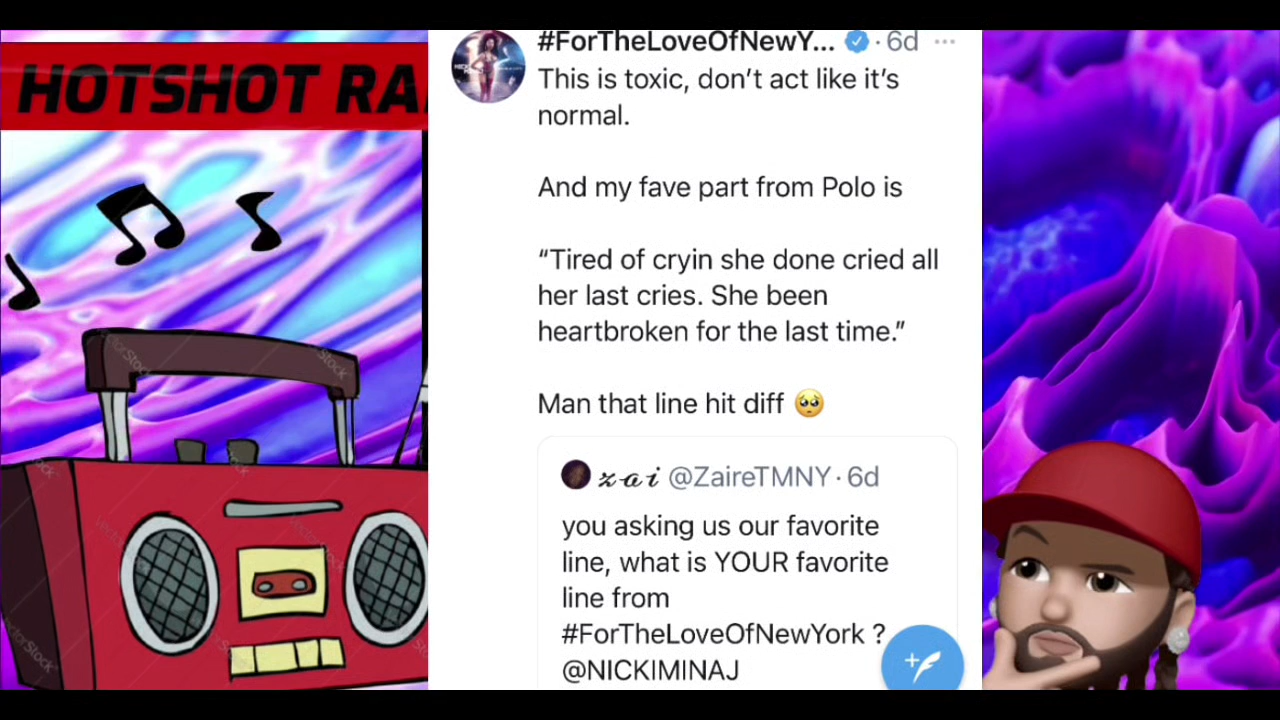 HOTSHOT RA
#ForTheLoveOfNewY... · 6d ...
This is toxic, don’t act like it’s
normal.
And my fave part from Polo is
“Tired of cryin she done cried all
her last cries. She been
heartbroken for the last time.”
Man that line hit diff 🥺
𝔃𝓪𝓲 @ZaireTMNY · 6d
you asking us our favorite
line, what is YOUR favorite
line from
#ForTheLoveOfNewYork ?
@NICKIMINAJ
VectorStock
VectorStock
VectorStock